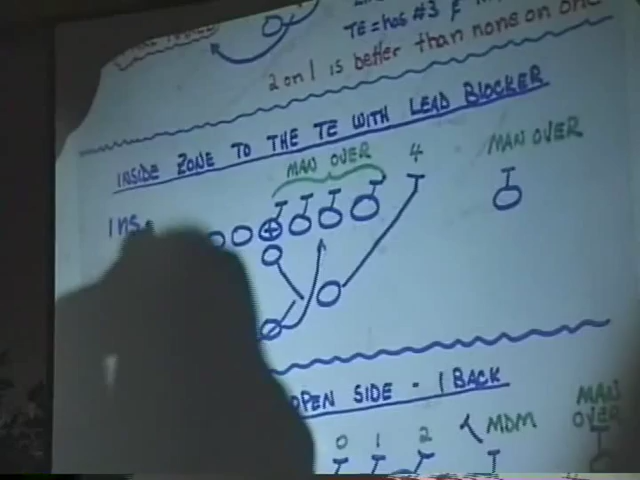 TE = has #3 &
2 on 1 is better than nons on one
INSIDE ZONE TO THE TE WITH LEAD BLOCKER
MAN OVER 4 MAN OVER
INS.
OPEN SIDE - 1 BACK
0 1 2 MDM MAN
OVER